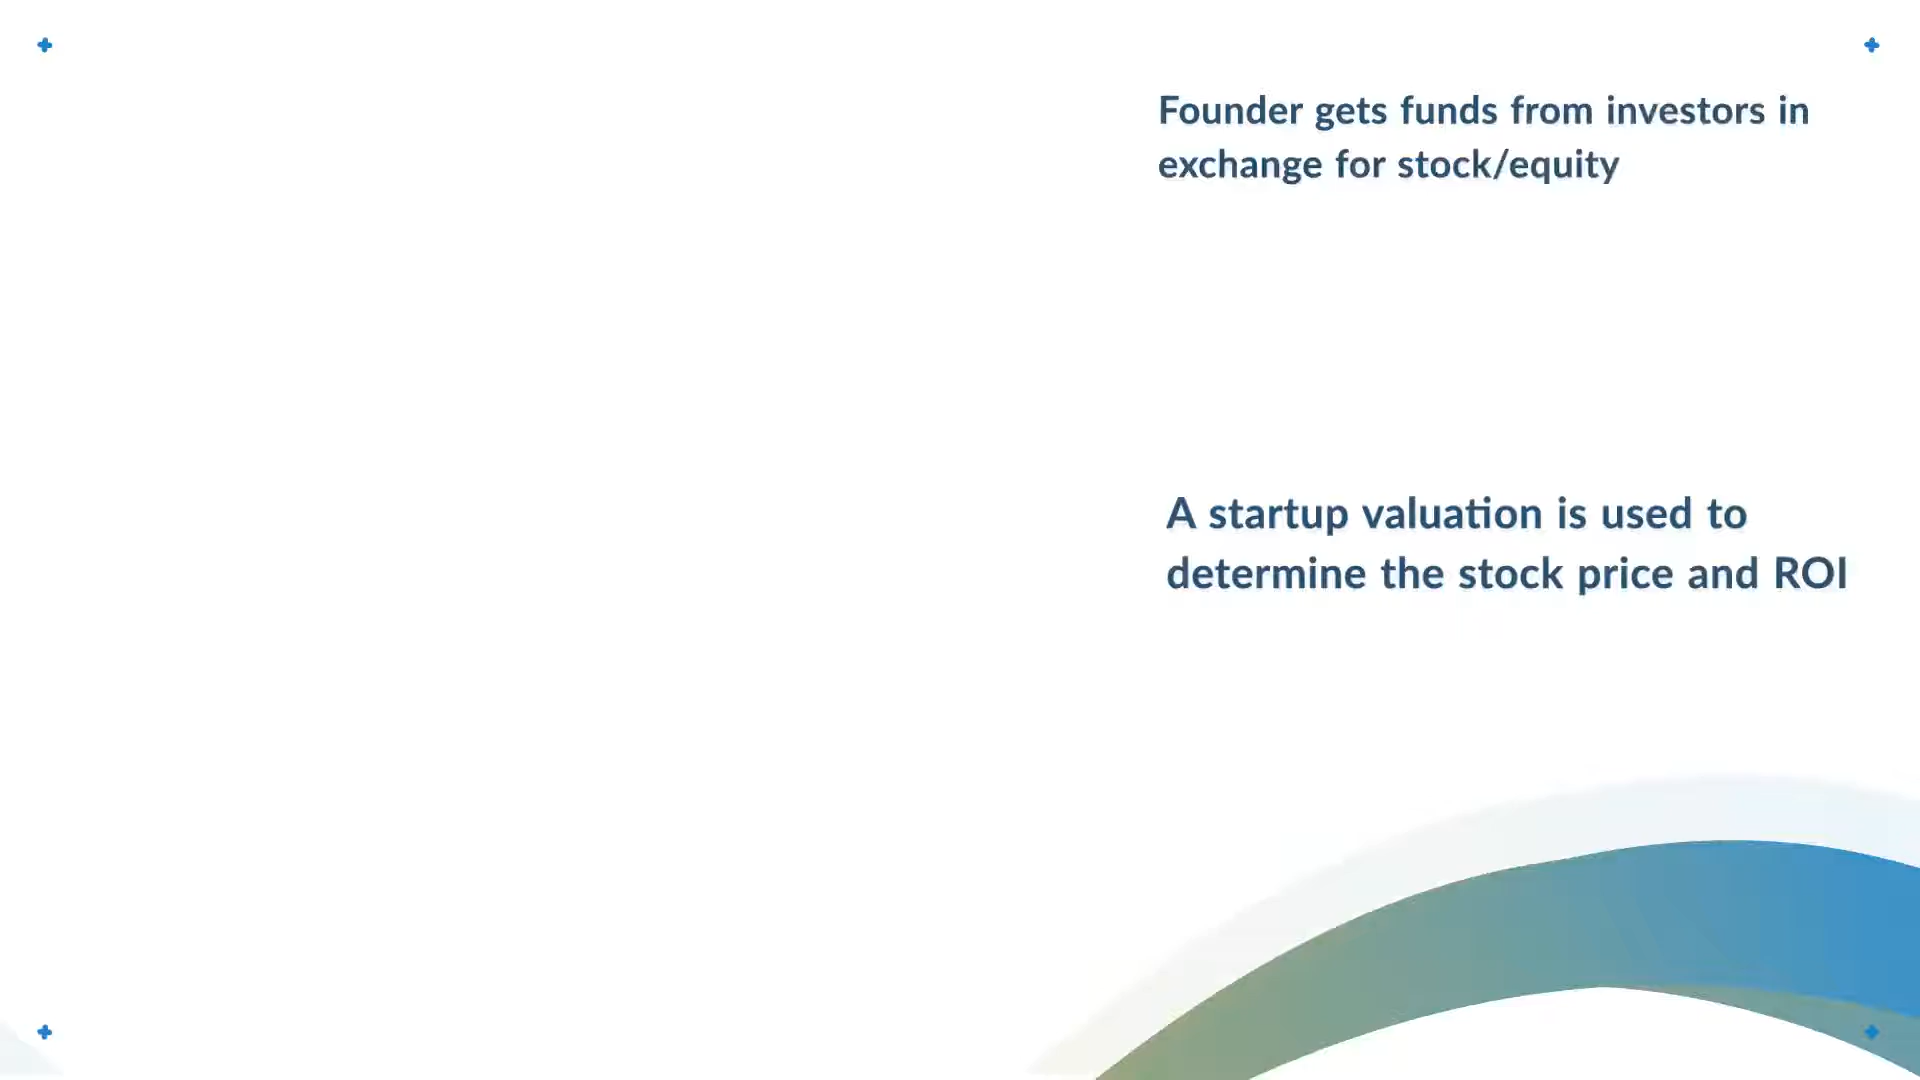 Founder gets funds from investors in
exchange for stock/equity
A startup valuation is used to
determine the stock price and ROI